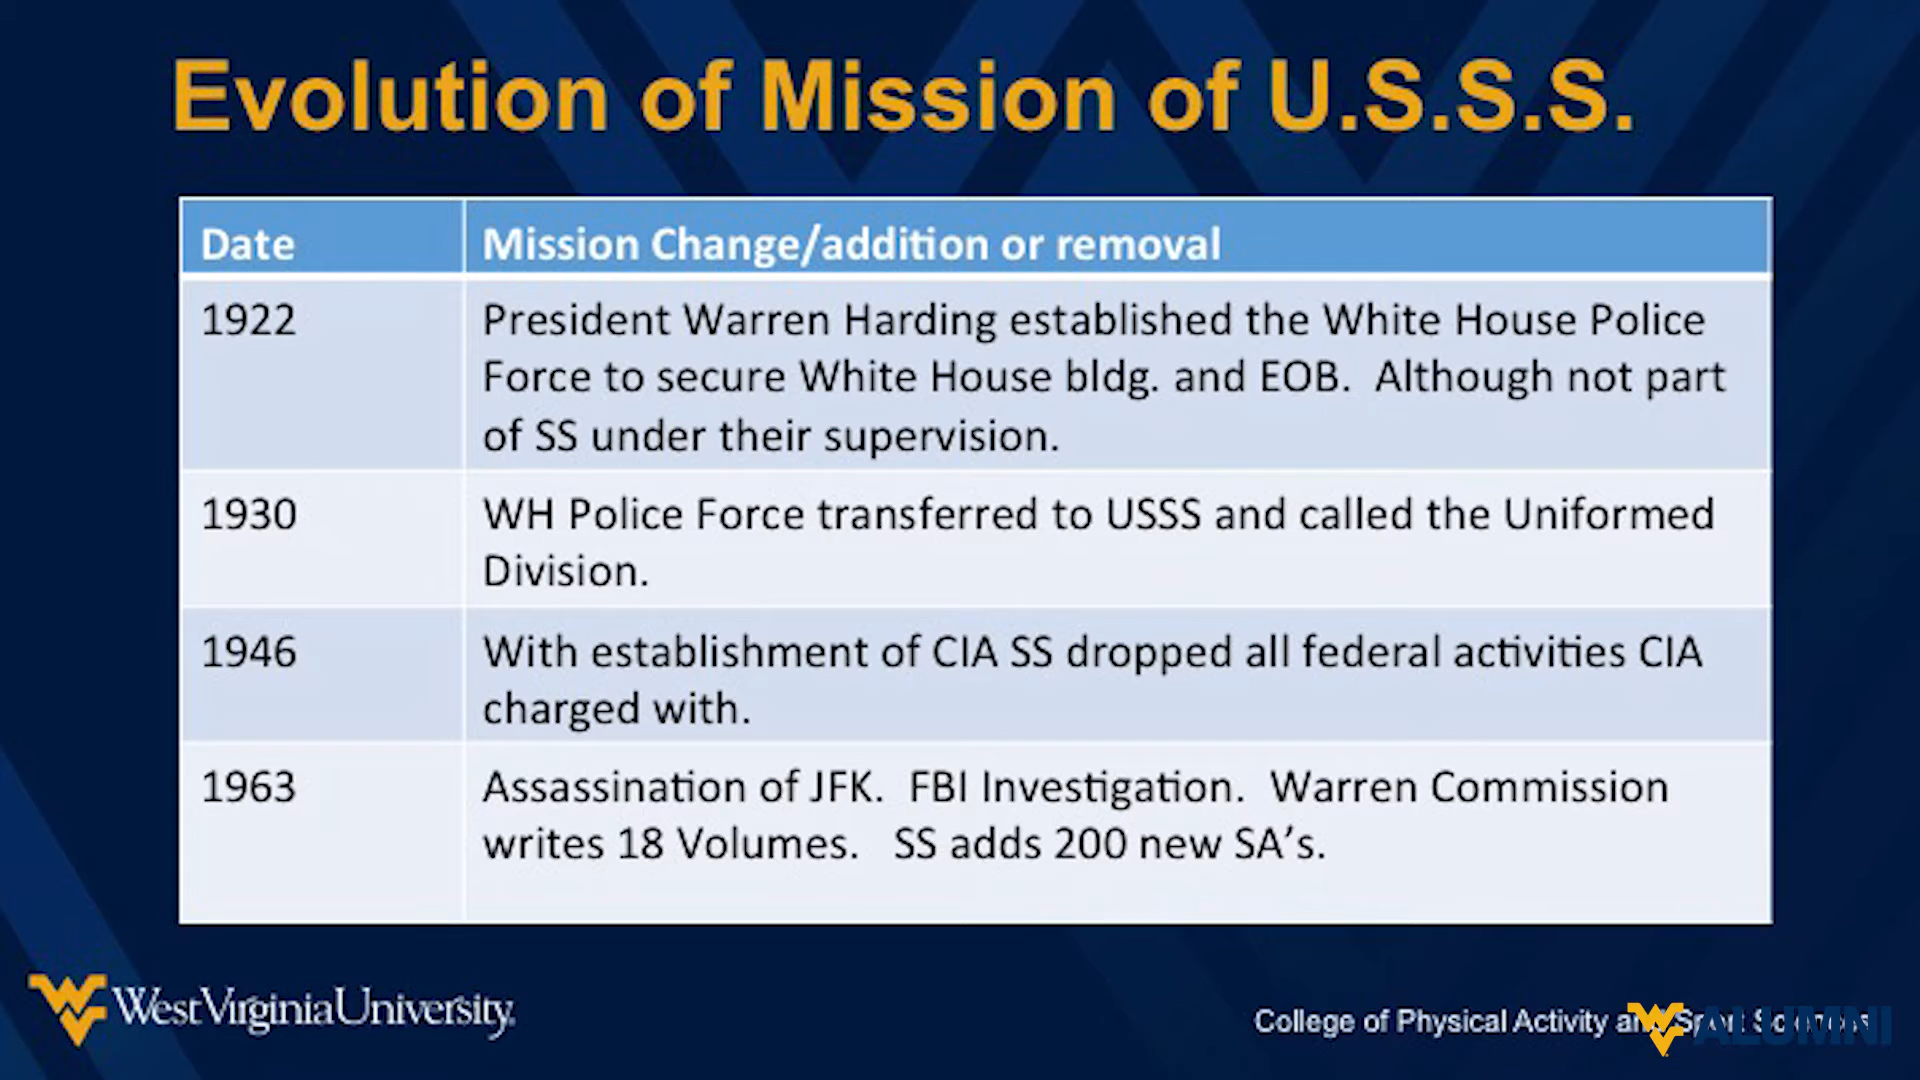 Evolution of Mission of U.S.S.S.
Date
Mission Change/addition or removal
1922
President Warren Harding established the White House Police
Force to secure White House bldg. and EOB. Although not part
of SS under their supervision.
1930
WH Police Force transferred to USSS and called the Uniformed
Division.
1946
With establishment of CIA SS dropped all federal activities CIA
charged with.
1963
Assassination of JFK. FBI Investigation. Warren Commission
writes 18 Volumes. SS adds 200 new SA's.
WestVirginiaUniversity.
College of Physical Activity and Sport Sciences
ALUMNI